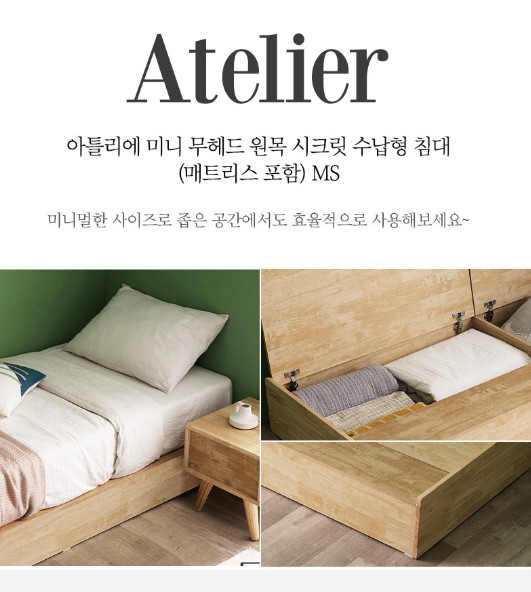 Atelier
아틀리에 미니 무헤드 원목 시크릿 수납형 침대
(매트리스 포함) MS
미니멀한 사이즈로 좁은 공간에서도 효율적으로 사용해보세요~